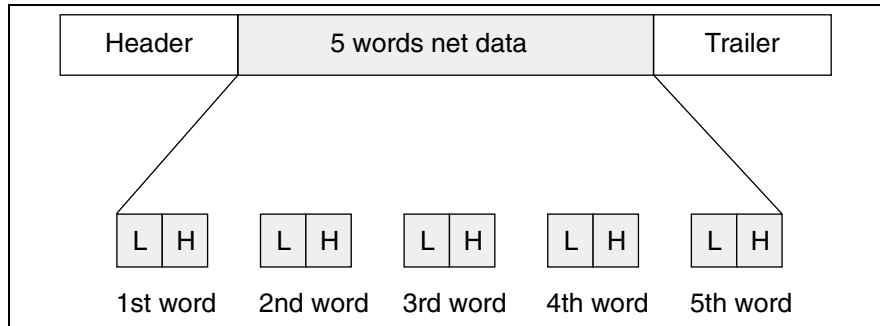 Header 5 words net data Trailer
L H L H L H L H L H
1st word 2nd word 3rd word 4th word 5th word